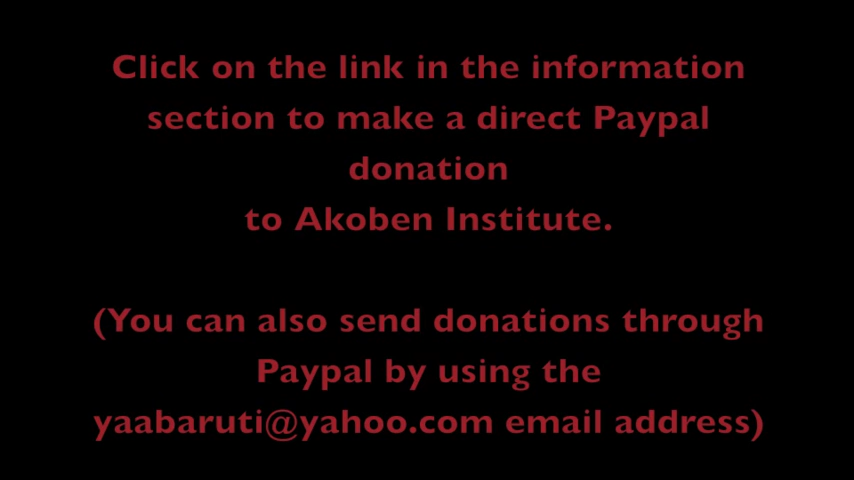 Click on the link in the information
section to make a direct Paypal
donation
to Akoben Institute.
(You can also send donations through
Paypal by using the
yaabaruti@yahoo.com email address)